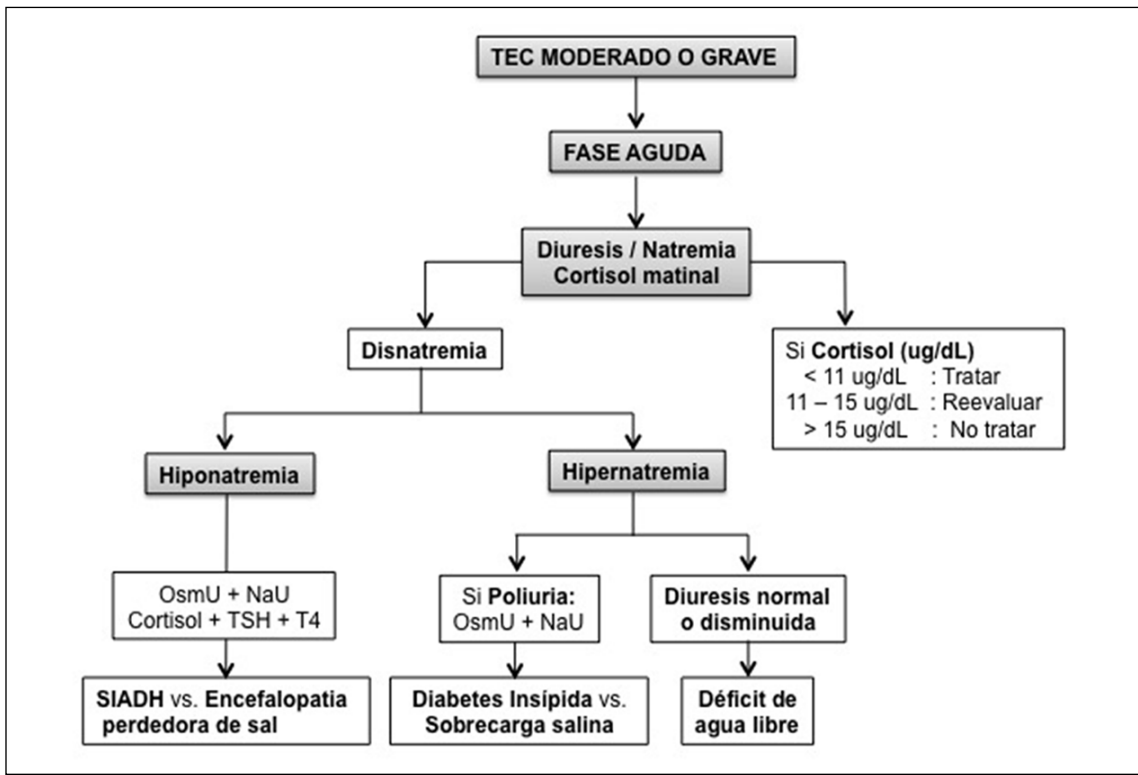 TEC MODERADO O GRAVE
FASE AGUDA
Diuresis / Natremia
Cortisol matinal
Disnatremia
Si Cortisol (ug/dL)
< 11 ug/dL : Tratar
11 – 15 ug/dL : Reevaluar
> 15 ug/dL : No tratar
Hiponatremia
Hipernatremia
OsmU + NaU
Cortisol + TSH + T4
Si Poliuria:
OsmU + NaU
Diuresis normal
o disminuida
SIADH vs. Encefalopatia
perdedora de sal
Diabetes Insípida vs.
Sobrecarga salina
Déficit de
agua libre